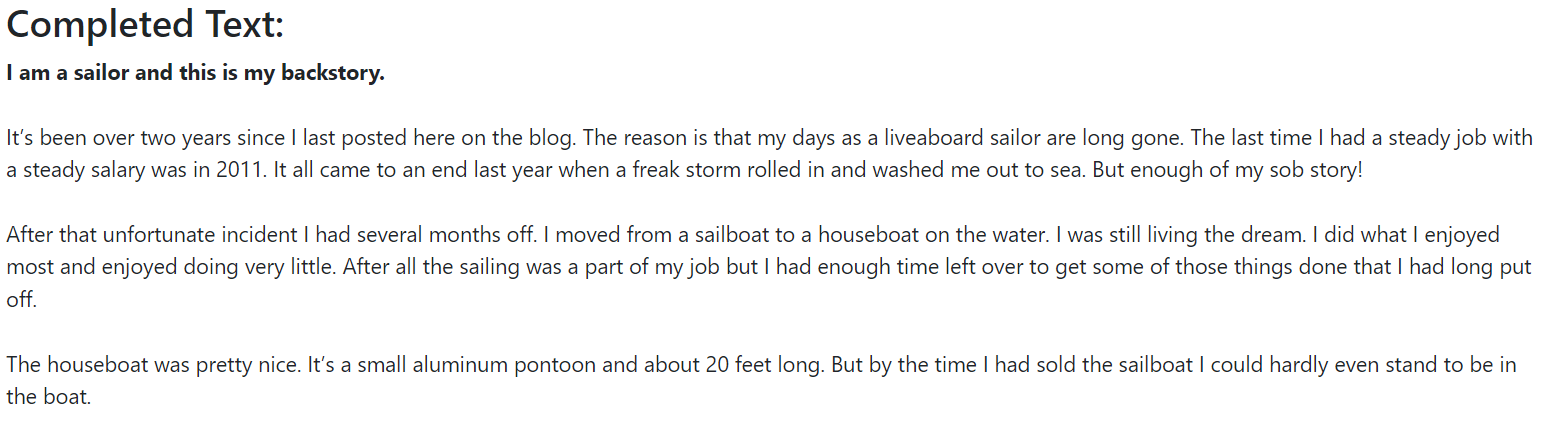 Completed Text:
I am a sailor and this is my backstory.
It’s been over two years since I last posted here on the blog. The reason is that my days as a liveaboard sailor are long gone. The last time I had a steady job with
a steady salary was in 2011. It all came to an end last year when a freak storm rolled in and washed me out to sea. But enough of my sob story!
After that unfortunate incident I had several months off. I moved from a sailboat to a houseboat on the water. I was still living the dream. I did what I enjoyed
most and enjoyed doing very little. After all the sailing was a part of my job but I had enough time left over to get some of those things done that I had long put
off.
The houseboat was pretty nice. It’s a small aluminum pontoon and about 20 feet long. But by the time I had sold the sailboat I could hardly even stand to be in
the boat.